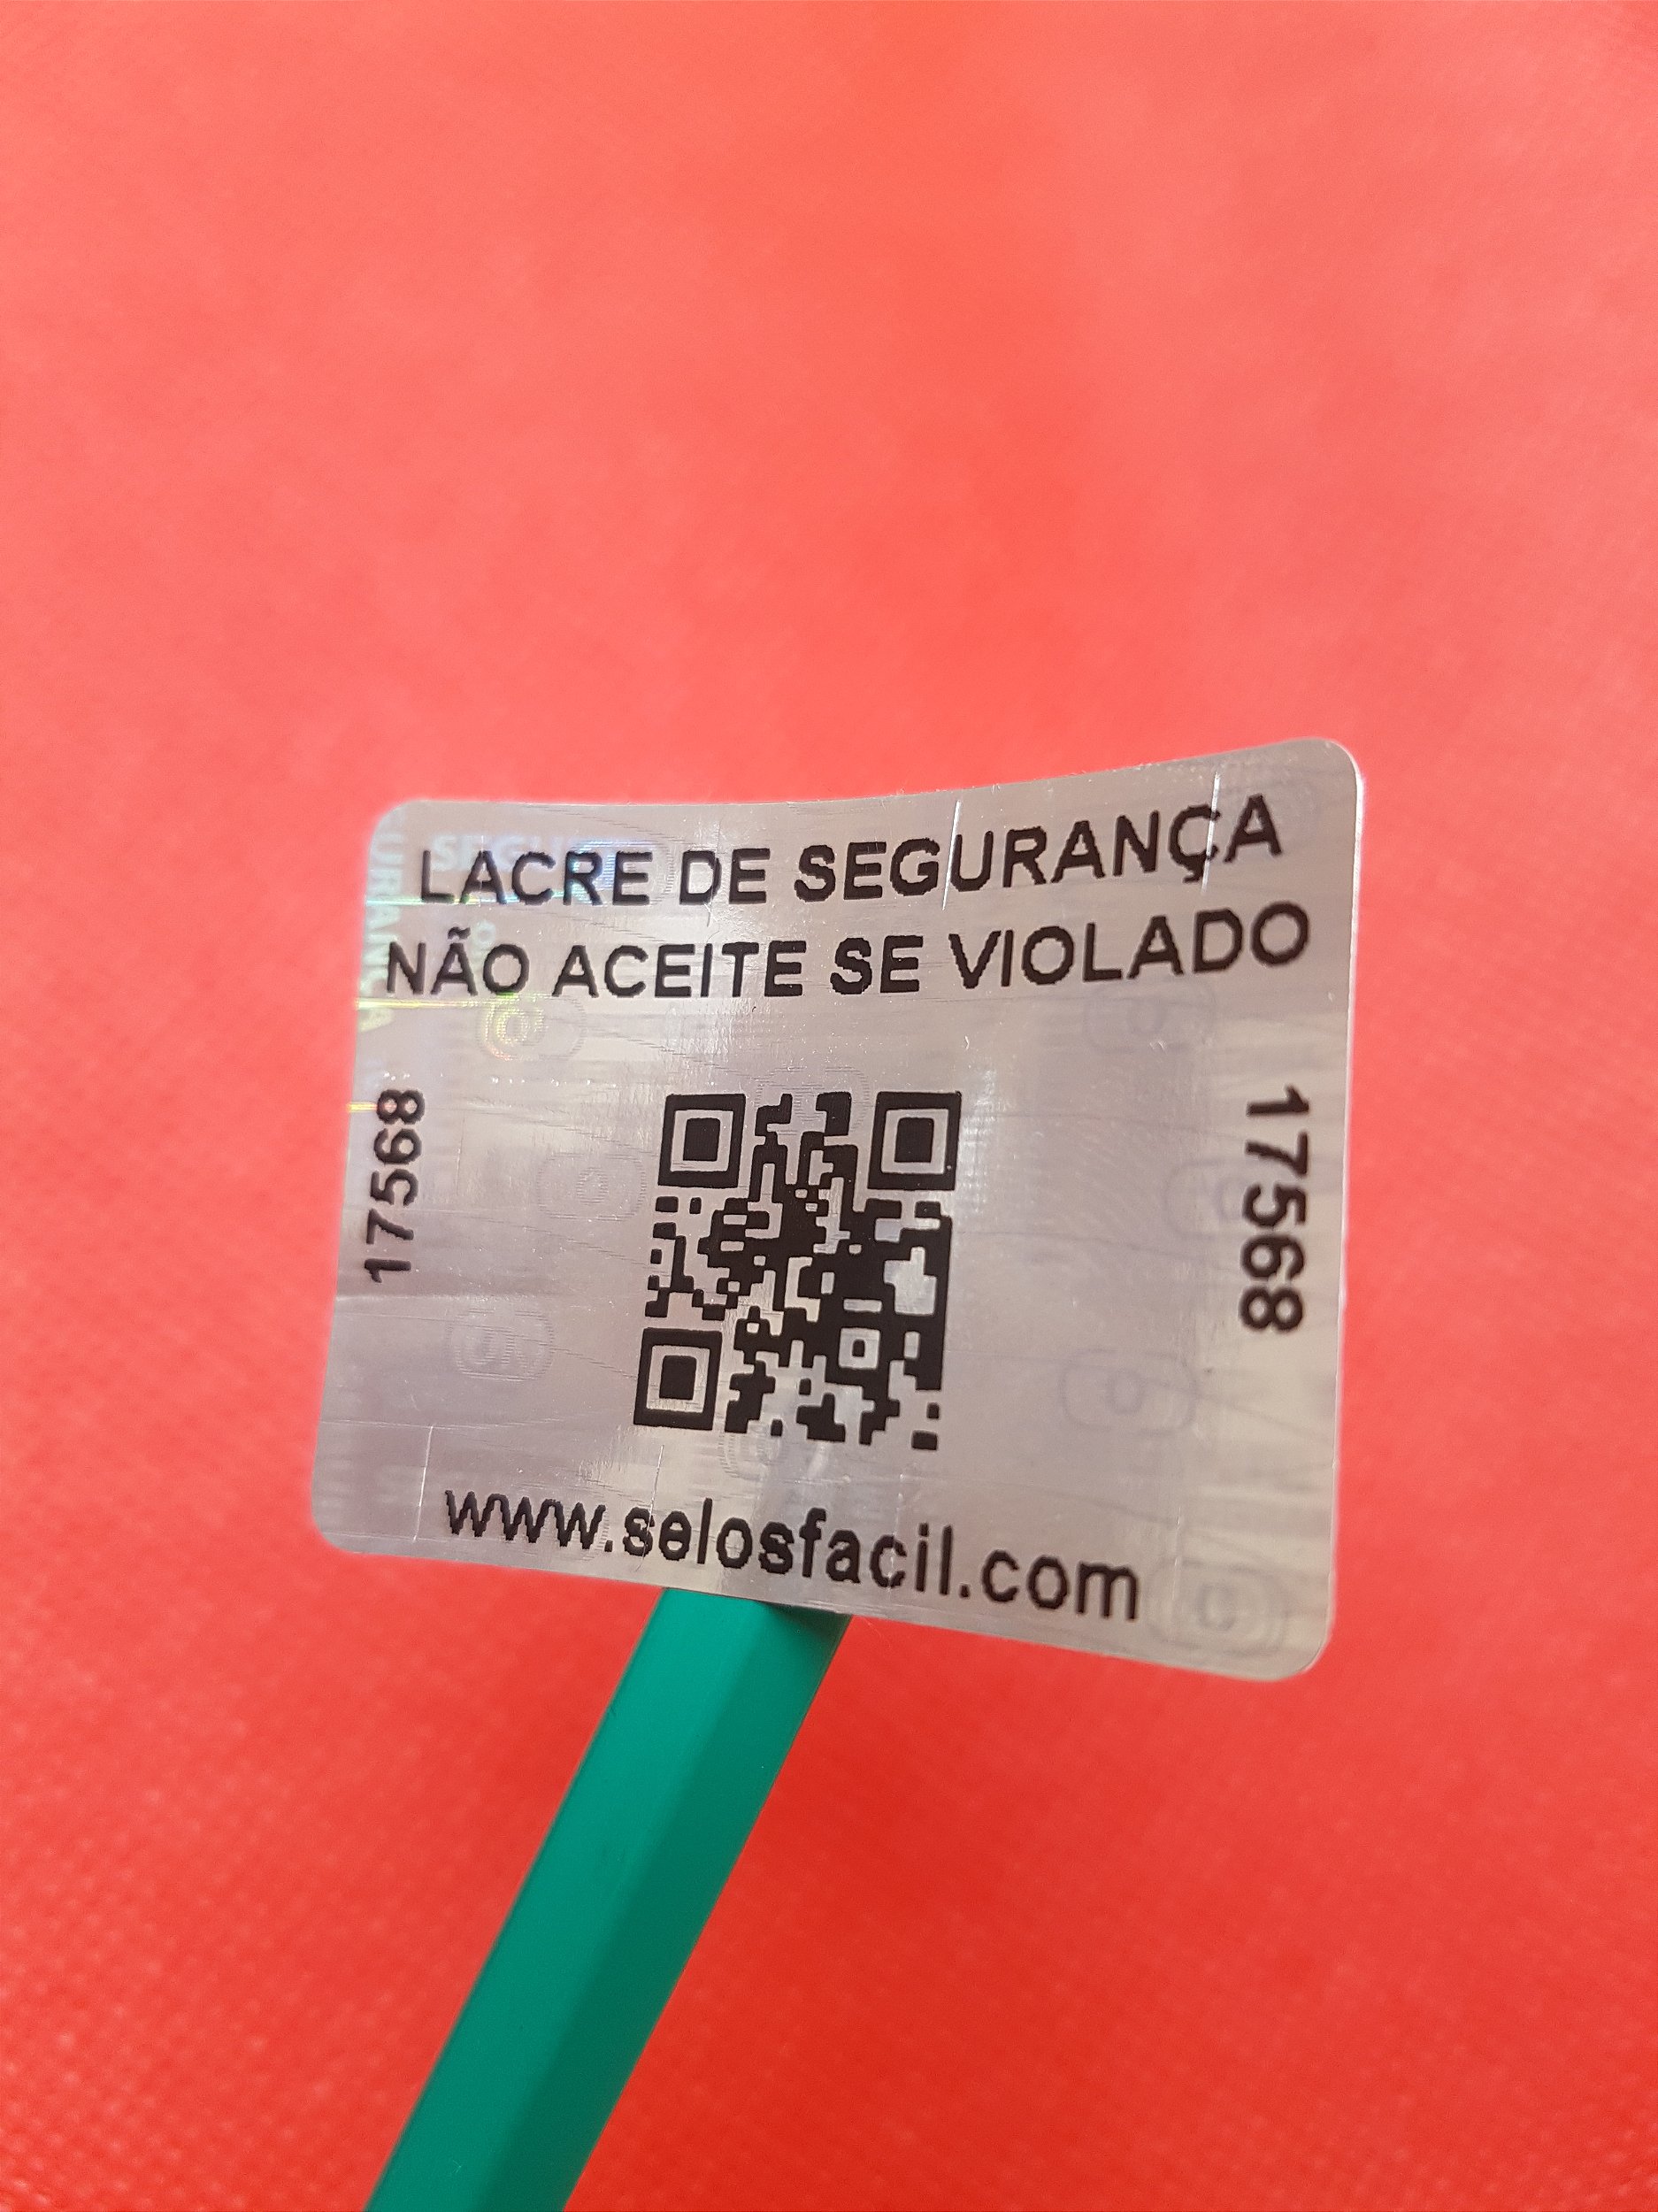 LACRE DE SEGURANÇA
NÃO ACEITE SE VIOLADO
17568
17568
www.selosfacil.com